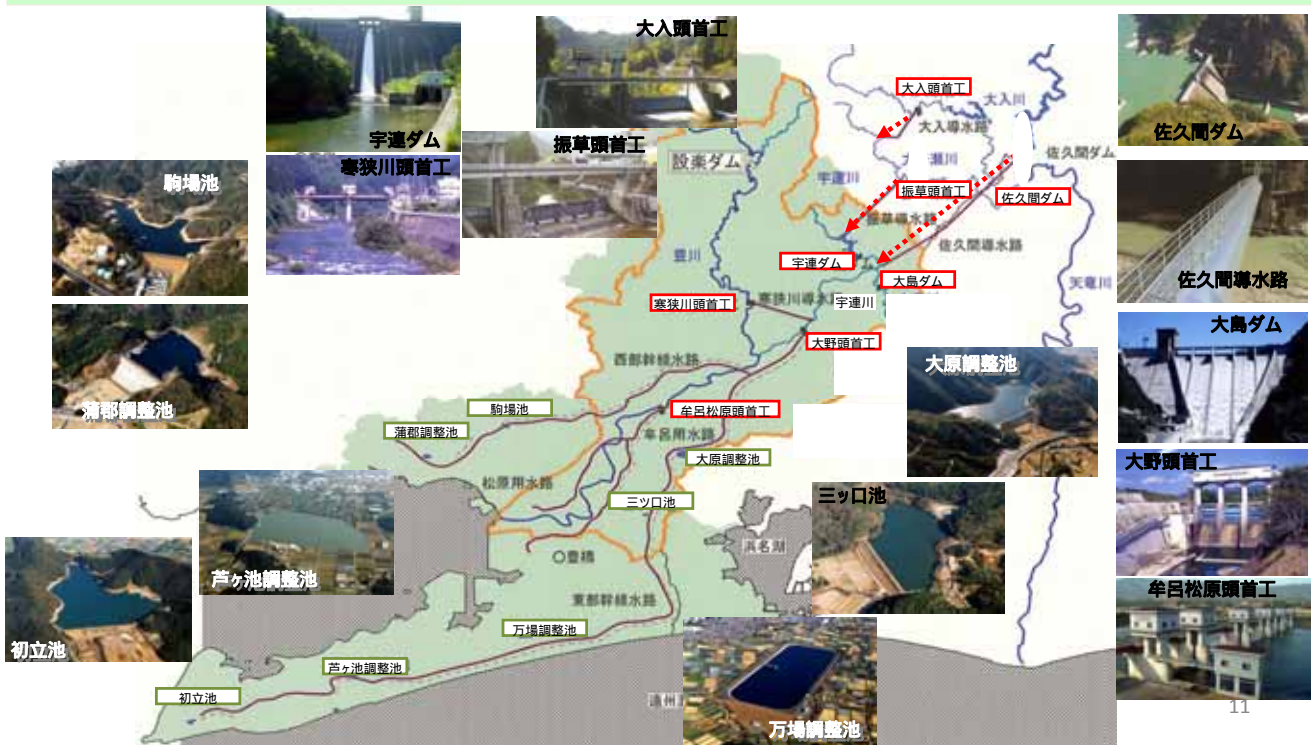 大入頭首工
宇連ダム
振草頭首工
寒狭川頭首工
駒場池
蒲郡調整池
佐久間ダム
佐久間導水路
大島ダム
大野頭首工
牟呂松原頭首工
大原調整池
三ッ口池
芦ヶ池調整池
初立池
万場調整池
大入頭首工
大入川
大入導水路
設楽ダム
宇連川
瀬川
佐久間ダム
振草頭首工
佐久間ダム
振草導水路
佐久間導水路
豊川
宇連ダム
大島ダム
天竜川
寒狭川頭首工
寒狭川導水路
宇連川
大野頭首工
西部幹線水路
駒場池
牟呂松原頭首工
蒲郡調整池
牟呂用水路
大原調整池
松原用水路
三ツ口池
浜名湖
豊橋
東部幹線水路
万場調整池
芦ヶ池調整池
初立池
遠州
11